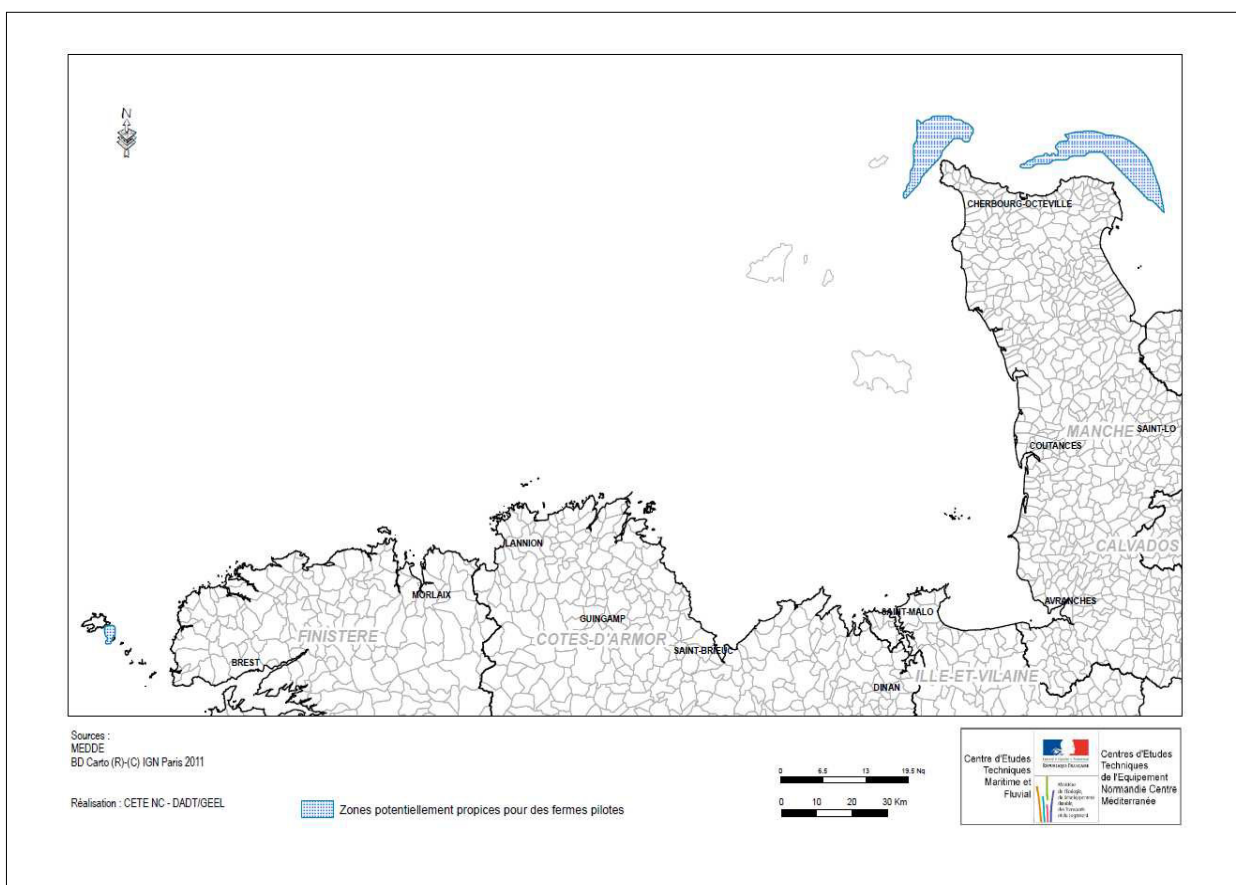 N
CHERBOURG-OCTEVILLE
MANCHE
SAINT-LO
COUTANCES
LANNION
CALVADOS
MORLAIX
AVRANCHES
SAINT-MALO
GUINGAMP
FINISTERE
COTES-D'ARMOR
SAINT-BRIEUC
BREST
ILLE-ET-VILAINE
DINAN
Sources :
MEDDE
BD Carto (R)-(C) IGN Paris 2011
Réalisation : CETE NC - DADT/GEEL
Zones potentiellement propices pour des fermes pilotes
0 6.5 13 19.5 Nq
0 10 20 30 Km
Centre d'Etudes
Techniques
Maritime et
Fluvial
RÉPUBLIQUE FRANÇAISE
Centres d'Etudes
Techniques
de l'Equipement
Normandie Centre
Méditerranée